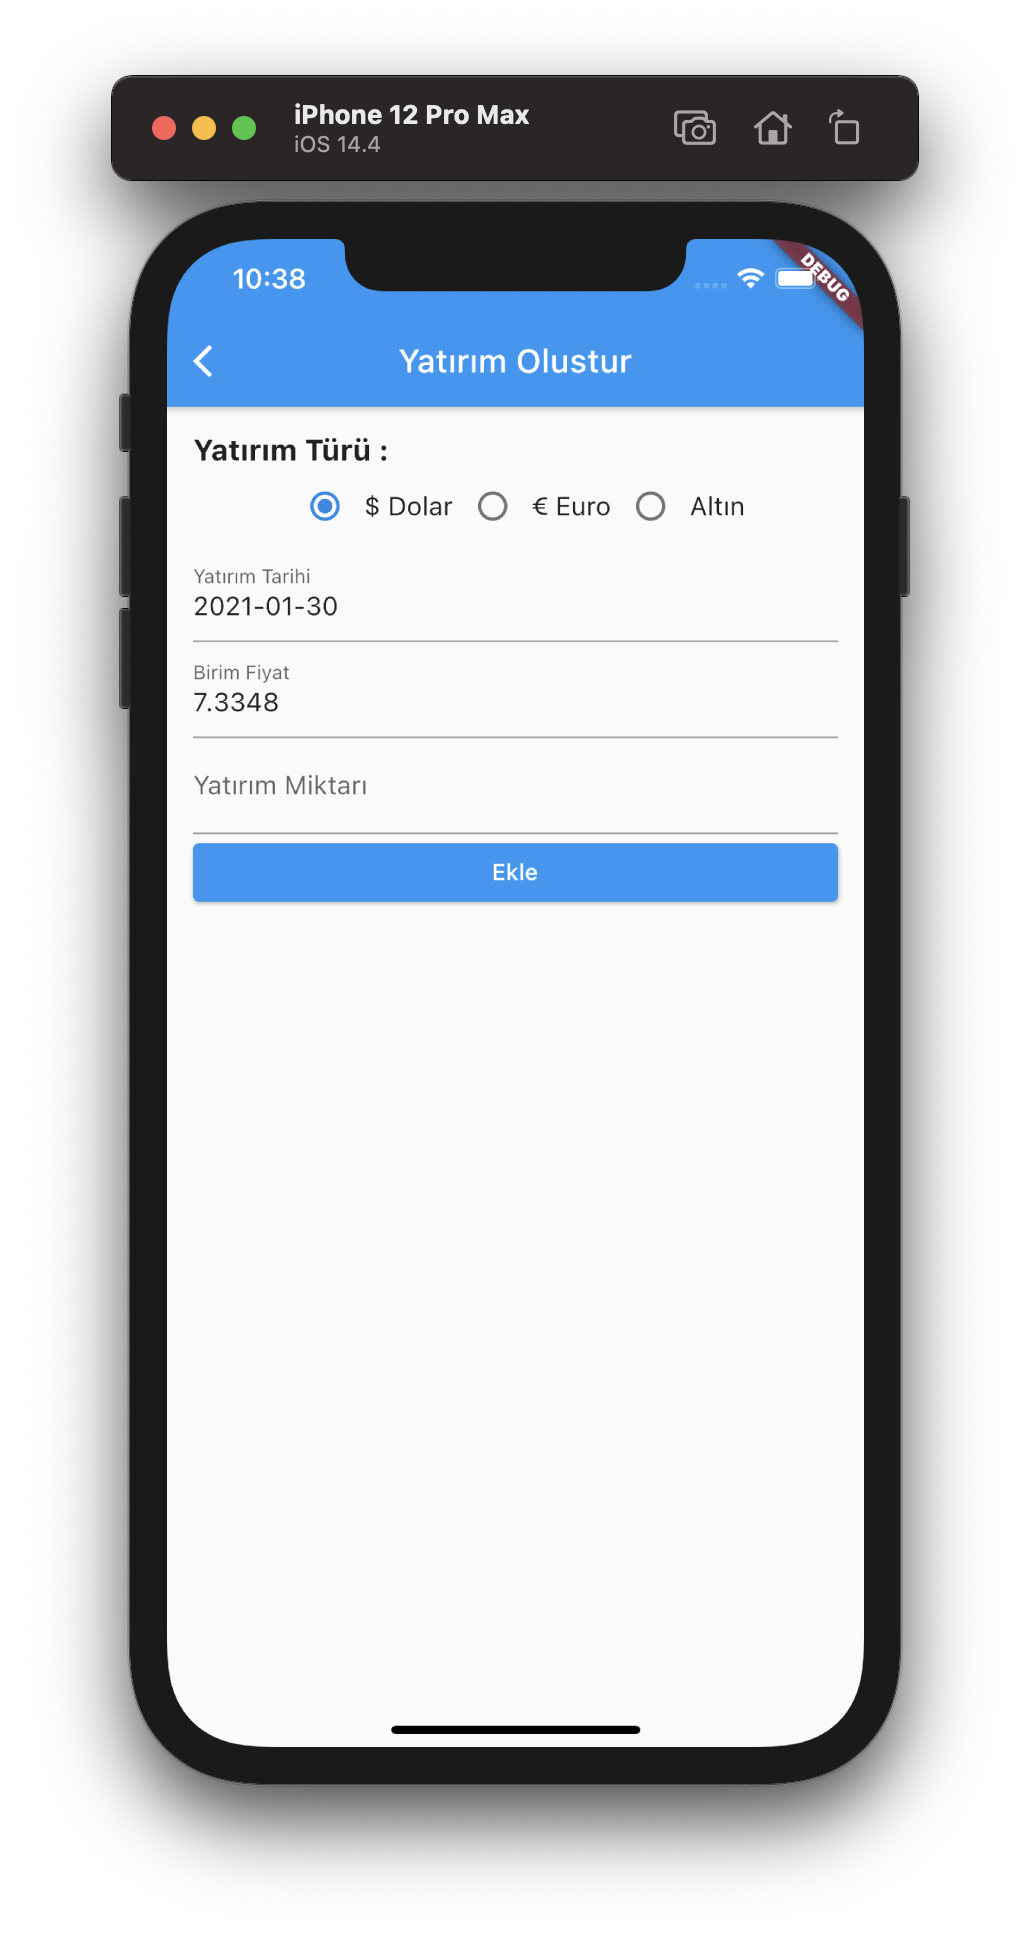 iPhone 12 Pro Max
iOS 14.4
10:38
DEBUG
Yatırım Olustur
Yatırım Türü :
$ Dolar € Euro Altın
Yatırım Tarihi
2021-01-30
Birim Fiyat
7.3348
Yatırım Miktarı
Ekle